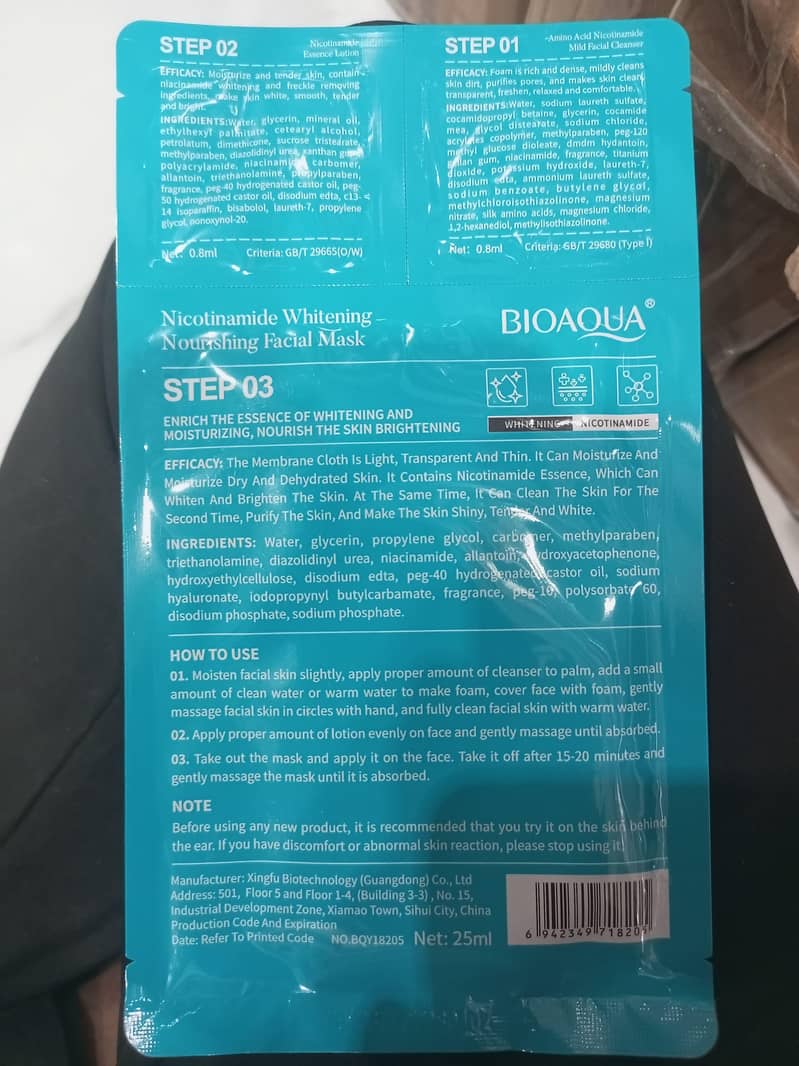 STEP 02
Nicotinamide
Essence Lotion
EFFICACY: Moisturize and tender skin, contain
niacinamide whitening and freckle removing
ingredients, make skin white, smooth, tender
and bright.
INGREDIENTS:Water, glycerin, mineral oil,
ethylhexyl palmitate, cetearyl alcohol,
petrolatum, dimethicone, sucrose tristearate,
methylparaben, diazolidinyl urea, xanthan gum,
polyacrylamide, niacinamide, carbomer,
allantoin, triethanolamine, propylparaben,
fragrance, peg-40 hydrogenated castor oil, peg-
50 hydrogenated castor oil, disodium edta, c13-
14 isoparaffin, bisabolol, laureth-7, propylene
glycol, nonoxynol-20.
Net: 0.8ml Criteria: GB/T 29665(O/W)
STEP 01
-Amino Acid Nicotinamide
Mild Facial Cleanser
EFFICACY: Foam is rich and dense, mildly cleans
skin dirt, purifies pores, and makes skin clean,
transparent, freshen, relaxed and comfortable.
INGREDIENTS:Water, sodium laureth sulfate,
cocamidopropyl betaine, glycerin, cocamide
mea, glycol distearate, sodium chloride,
acrylates copolymer, methylparaben, peg-120
methyl glucose dioleate, dmdm hydantoin,
gellan gum, niacinamide, fragrance, titanium
dioxide, potassium hydroxide, laureth-7,
disodium edta, ammonium laureth sulfate,
sodium benzoate, butylene glycol,
methylchloroisothiazolinone, magnesium
nitrate, silk amino acids, magnesium chloride,
1,2-hexanediol, methylisothiazolinone.
Net: 0.8ml Criteria: GB/T 29680 (Type I)
Nicotinamide Whitening
Nourishing Facial Mask
BIOAQUA®
STEP 03
ENRICH THE ESSENCE OF WHITENING AND
MOISTURIZING, NOURISH THE SKIN BRIGHTENING
WHITENING NICOTINAMIDE
EFFICACY: The Membrane Cloth Is Light, Transparent And Thin. It Can Moisturize And
Moisturize Dry And Dehydrated Skin. It Contains Nicotinamide Essence, Which Can
Whiten And Brighten The Skin. At The Same Time, It Can Clean The Skin For The
Second Time, Purify The Skin, And Make The Skin Shiny, Tender And White.
INGREDIENTS: Water, glycerin, propylene glycol, carbomer, methylparaben,
triethanolamine, diazolidinyl urea, niacinamide, allantoin, hydroxyacetophenone,
hydroxyethylcellulose, disodium edta, peg-40 hydrogenated castor oil, sodium
hyaluronate, iodopropynyl butylcarbamate, fragrance, peg-10, polysorbate 60,
disodium phosphate, sodium phosphate.
HOW TO USE
01. Moisten facial skin slightly, apply proper amount of cleanser to palm, add a small
amount of clean water or warm water to make foam, cover face with foam, gently
massage facial skin in circles with hand, and fully clean facial skin with warm water.
02. Apply proper amount of lotion evenly on face and gently massage until absorbed.
03. Take out the mask and apply it on the face. Take it off after 15-20 minutes and
gently massage the mask until it is absorbed.
NOTE
Before using any new product, it is recommended that you try it on the skin behind
the ear. If you have discomfort or abnormal skin reaction, please stop using it.
Manufacturer: Xingfu Biotechnology (Guangdong) Co., Ltd
Address: 501, Floor 5 and Floor 1-4, (Building 3-3) , No. 15,
Industrial Development Zone, Xiamao Town, Sihui City, China
Production Code And Expiration
Date: Refer To Printed Code NO.BQY18205 Net: 25ml
6 942349 718207